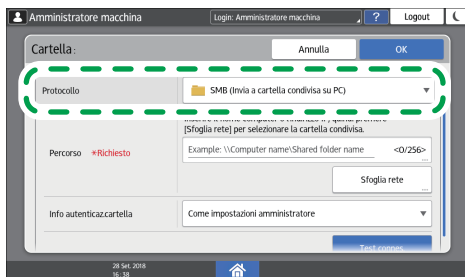 Amministratore macchina
Login: Amministratore macchina
?
Logout
Cartella:
Annulla
OK
Protocollo
SMB (Invia a cartella condivisa su PC)
[Sfoglia rete] per selezionare la cartella condivisa.
Percorso *Richiesto
Example: \\Computer name\Shared folder name
<0/256>
Sfoglia rete
Info autenticaz.cartella
Come impostazioni amministratore
Test connes.
28 Set. 2018
16:38